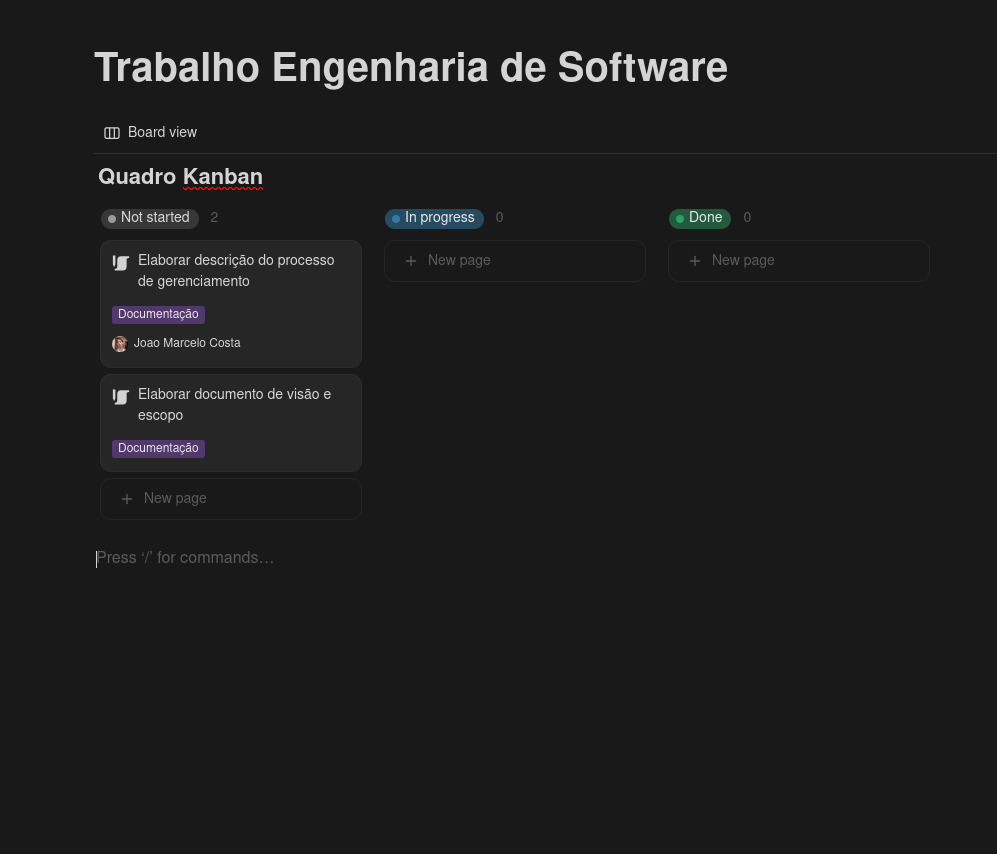 Trabalho Engenharia de Software
Board view
Quadro Kanban
Not started 2
Elaborar descrição do processo
de gerenciamento
Documentação
Joao Marcelo Costa
Elaborar documento de visão e
escopo
Documentação
+ New page
In progress 0
+ New page
Done 0
+ New page
Press ‘/’ for commands…